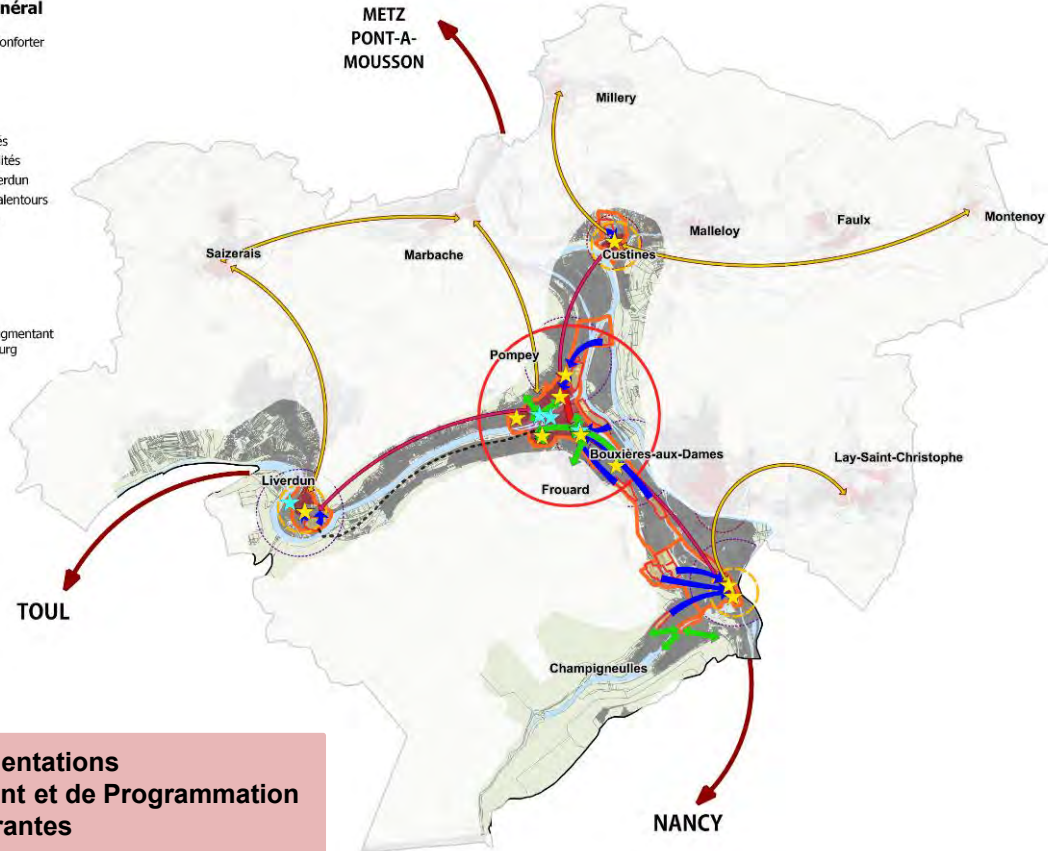 néral
onforter
és
ités
erdun
alentours
gmentant
urg
METZ
PONT-A-
MOUSSON
Millery
Montenoy
Faulx
Malleloy
Custines
Saizerais
Marbache
Pompey
Bouxières-aux-Dames
Lay-Saint-Christophe
Frouard
Liverdun
TOUL
Champigneulles
NANCY
entations
nt et de Programmation
rantes